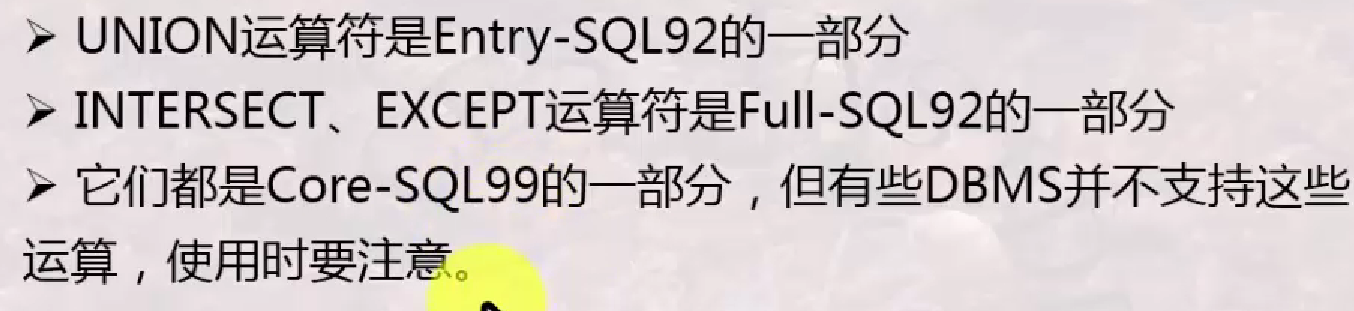 ➢ UNION运算符是Entry-SQL92的一部分
➢ INTERSECT、EXCEPT运算符是Full-SQL92的一部分
➢ 它们都是Core-SQL99的一部分，但有些DBMS并不支持这些
运算，使用时要注意。